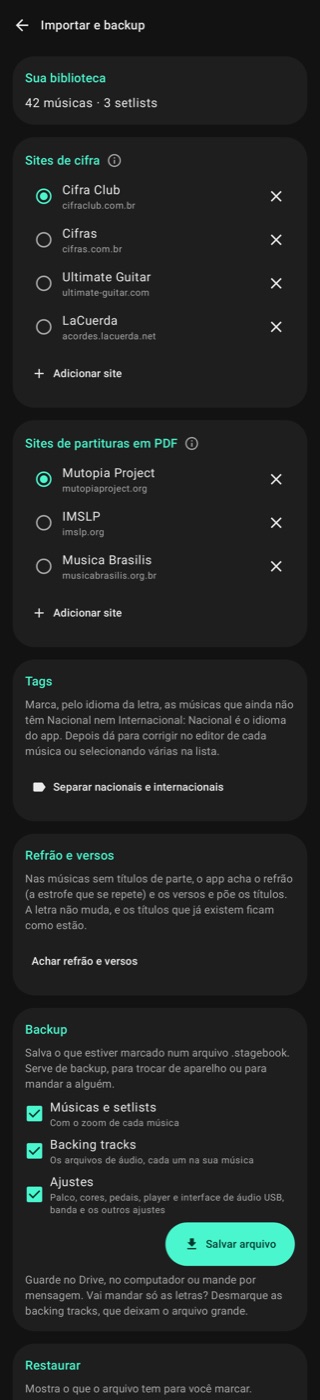 Importar e backup
Sua biblioteca
42 músicas · 3 setlists
Sites de cifra
Cifra Club
cifraclub.com.br
Cifras
cifras.com.br
Ultimate Guitar
ultimate-guitar.com
LaCuerda
acordes.lacuerda.net
Adicionar site
Sites de partituras em PDF
Mutopia Project
mutopiaproject.org
IMSLP
imslp.org
Musica Brasilis
musicabrasilis.org.br
Adicionar site
Tags
Marca, pelo idioma da letra, as músicas que ainda não
têm Nacional nem Internacional: Nacional é o idioma
do app. Depois dá para corrigir no editor de cada
música ou selecionando várias na lista.
Separar nacionais e internacionais
Refrão e versos
Nas músicas sem títulos de parte, o app acha o refrão
(a estrofe que se repete) e os versos e põe os títulos.
A letra não muda, e os títulos que já existem ficam
como estão.
Achar refrão e versos
Backup
Salva o que estiver marcado num arquivo .stagebook.
Serve de backup, para trocar de aparelho ou para
mandar a alguém.
Músicas e setlists
Com o zoom de cada música
Backing tracks
Os arquivos de áudio, cada um na sua música
Ajustes
Palco, cores, pedais, player e interface de áudio USB,
banda e os outros ajustes
Salvar arquivo
Guarde no Drive, no computador ou mande por
mensagem. Vai mandar só as letras? Desmarque as
backing tracks, que deixam o arquivo grande.
Restaurar
Mostra o que o arquivo tem para você marcar.